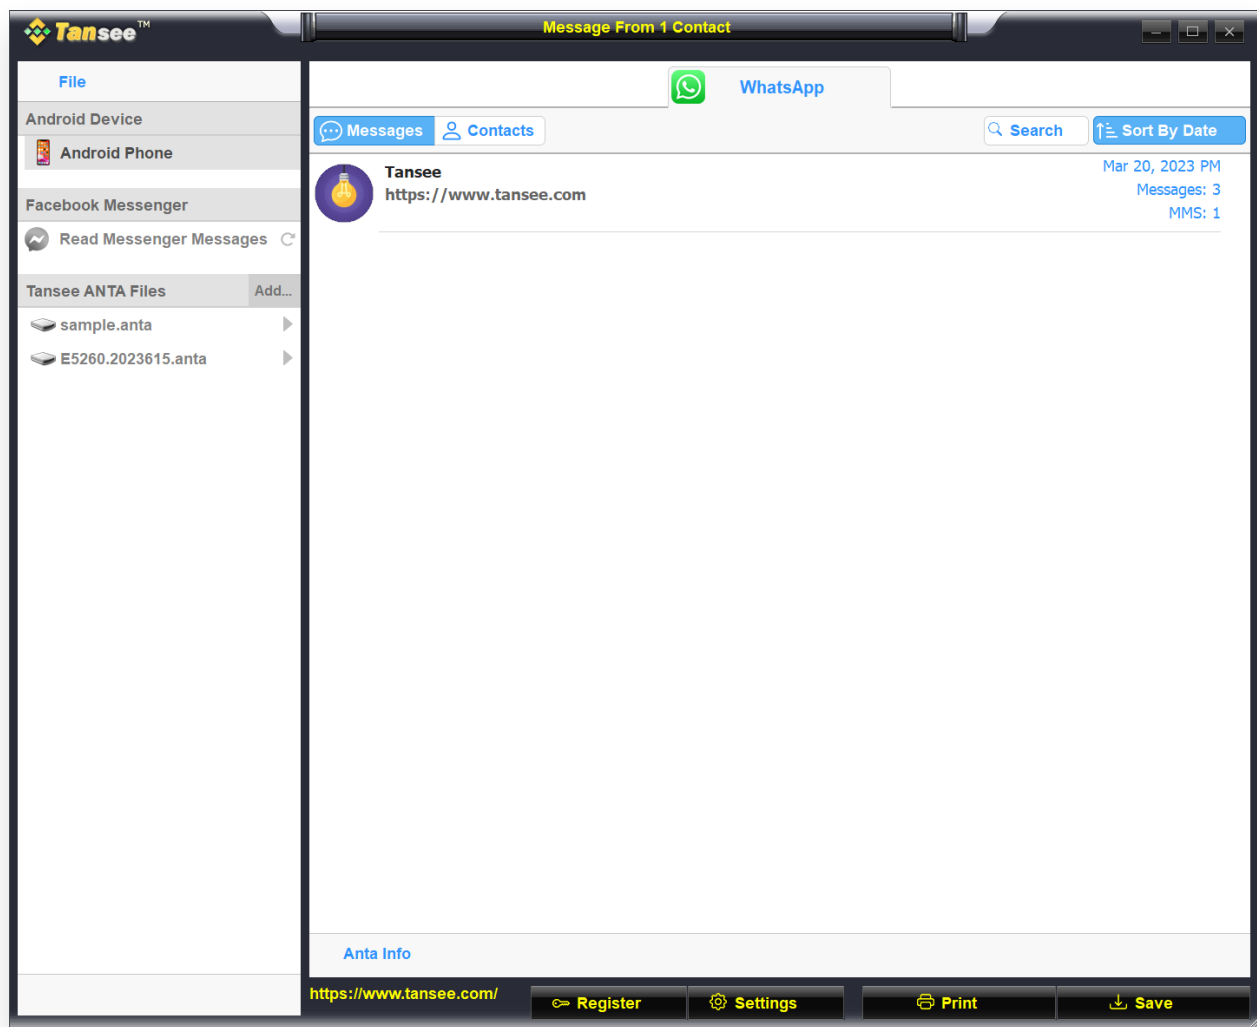 Tansee™
Message From 1 Contact
File
Android Device
Android Phone
Facebook Messenger
Read Messenger Messages
Tansee ANTA Files
Add...
sample.anta
E5260.2023615.anta
WhatsApp
Messages
Contacts
Search
Sort By Date
Tansee
https://www.tansee.com
Mar 20, 2023 PM
Messages: 3
MMS: 1
Anta Info
https://www.tansee.com/
Register
Settings
Print
Save